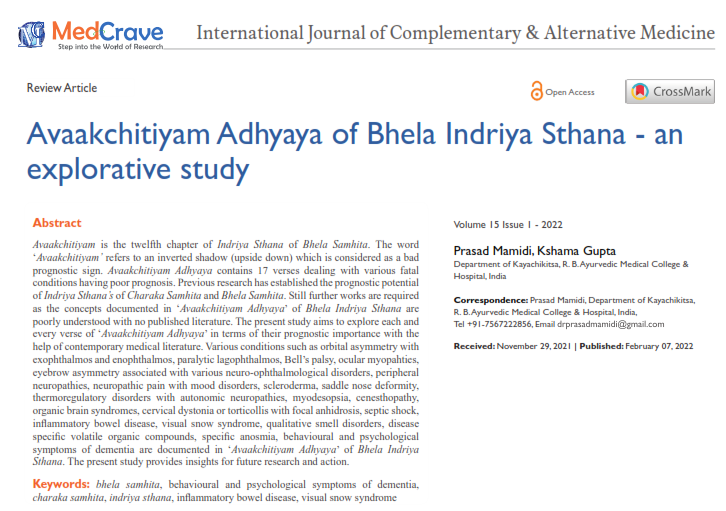 MedCrave
Step into the World of Research
International Journal of Complementary & Alternative Medicine
Review Article
Open Access
CrossMark
Avaakchitiyam Adhyaya of Bhela Indriya Sthana - an
explorative study
Abstract
Avaakchitiyam is the twelfth chapter of Indriya Sthana of Bhela Samhita. The word
‘Avaakchitiyam’ refers to an inverted shadow (upside down) which is considered as a bad
prognostic sign. Avaakchitiyam Adhyaya contains 17 verses dealing with various fatal
conditions having poor prognosis. Previous research has established the prognostic potential
of Indriya Sthana’s of Charaka Samhita and Bhela Samhita. Still further works are required
as the concepts documented in ‘Avaakchitiyam Adhyaya’ of Bhela Indriya Sthana are
poorly understood with no published literature. The present study aims to explore each and
every verse of ‘Avaakchitiyam Adhyaya’ in terms of their prognostic importance with the
help of contemporary medical literature. Various conditions such as orbital asymmetry with
exophthalmos and enophthalmos, paralytic lagophthalmos, Bell’s palsy, ocular myopahties,
eyebrow asymmetry associated with various neuro-ophthalmological disorders, peripheral
neuropathies, neuropathic pain with mood disorders, scleroderma, saddle nose deformity,
thermoregulatory disorders with autonomic neuropathies, myodesopsia, cenesthopathy,
organic brain syndromes, cervical dystonia or torticollis with focal anhidrosis, septic shock,
inflammatory bowel disease, visual snow syndrome, qualitative smell disorders, disease
specific volatile organic compounds, specific anosmia, behavioural and psychological
symptoms of dementia are documented in ‘Avaakchitiyam Adhyaya’ of Bhela Indriya
Sthana. The present study provides insights for future research and action.
Keywords: bhela samhita, behavioural and psychological symptoms of dementia,
charaka samhita, indriya sthana, inflammatory bowel disease, visual snow syndrome
Volume 15 Issue 1 - 2022
Prasad Mamidi, Kshama Gupta
Department of Kayachikitsa, R. B. Ayurvedic Medical College &
Hospital, India
Correspondence: Prasad Mamidi, Department of Kayachikitsa,
R. B. Ayurvedic Medical College & Hospital, India,
Tel +91-7567222856, Email drprasadmamidi@gmail.com
Received: November 29, 2021 | Published: February 07, 2022